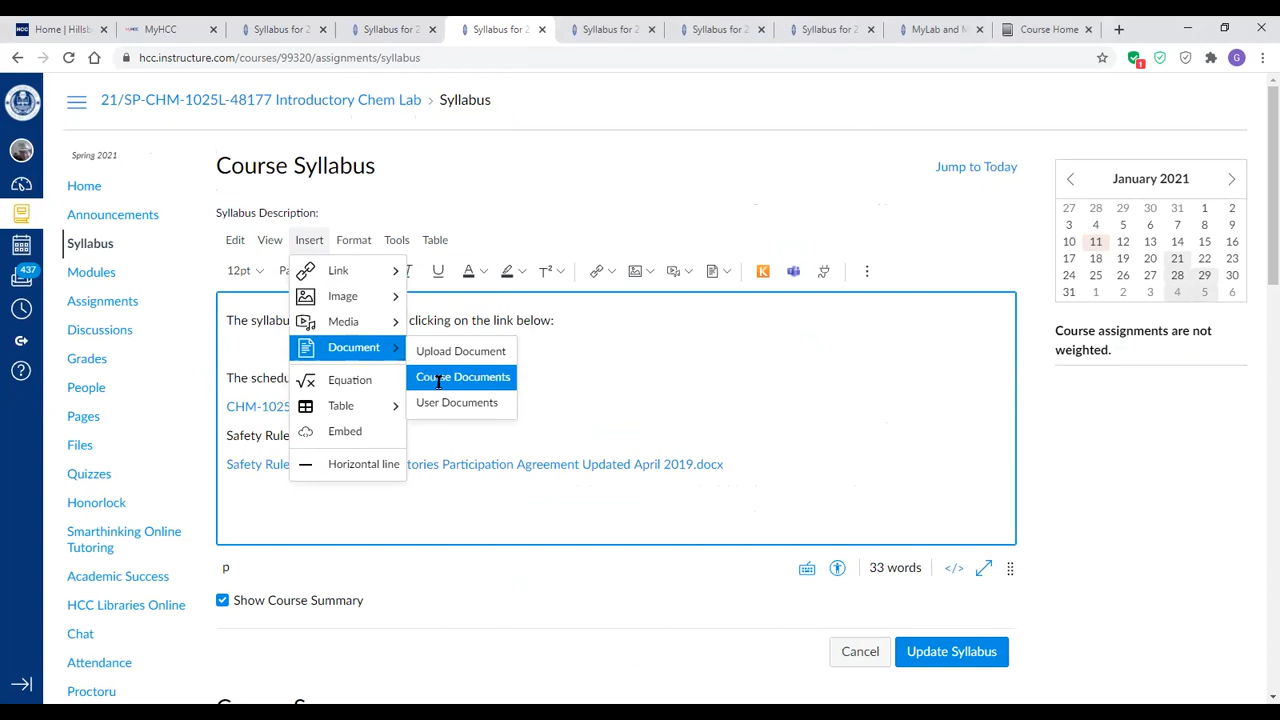 Home | Hillsb
MyHCC
Syllabus for 2
Syllabus for 2
Syllabus for 2
Syllabus for 2
Syllabus for 2
Syllabus for 2
MyLab and M
Course Home
hcc.instructure.com/courses/99320/assignments/syllabus
1
G
21/SP-CHM-1025L-48177 Introductory Chem Lab > Syllabus
Spring 2021
Home
Announcements
Syllabus
Modules
Assignments
Discussions
Grades
People
Pages
Files
Quizzes
Honorlock
Smarthinking Online
Tutoring
Academic Success
HCC Libraries Online
Chat
Attendance
Proctoru
437
Course Syllabus
Jump to Today
Syllabus Description:
Edit View Insert Format Tools Table
12pt
The syllabu clicking on the link below:
The schedu
CHM-1025
Safety Rule
Safety Rule tories Participation Agreement Updated April 2019.docx
Link
Image
Media
Document
Equation
Table
Embed
Horizontal line
Upload Document
Course Documents
User Documents
p
33 words
</>
Show Course Summary
Cancel
Update Syllabus
January 2021
27 28 29 30 31 1 2
3 4 5 6 7 8 9
10 11 12 13 14 15 16
17 18 19 20 21 22 23
24 25 26 27 28 29 30
31 1 2 3 4 5 6
Course assignments are not
weighted.